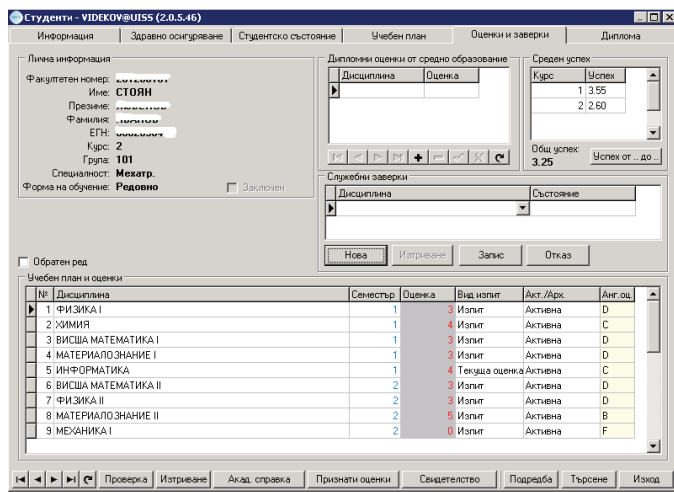 Студенти - VIDEKOV@UISS (2.0.5.46)
Информация Здравно осигуряване Студентско състояние Учебен план Оценки и заверки Диплома
Лична информация
Факултетен номер:
Име: СТОЯН
Презиме:
Фамилия:
ЕГН:
Курс: 2
Група: 101
Специалност: Мехатр.
Форма на обучение: Редовно
Заключен
Дипломни оценки от средно образование
Дисциплина Оценка
Среден успех
Курс Успех
1 3.55
2 2.60
Общ успех:
3.25
Успех от .. до ..
Служебни заверки
Дисциплина Състояние
Нова Изтриване Запис Отказ
Обратен ред
Учебен план и оценки
№ Дисциплина Семестър Оценка Вид изпит Акт./Арх. Анг.оц.
1 ФИЗИКА I 1 3 Изпит Активна D
2 ХИМИЯ 1 4 Изпит Активна C
3 ВИСША МАТЕМАТИКА I 1 3 Изпит Активна D
4 МАТЕРИАЛОЗНАНИЕ I 1 3 Изпит Активна D
5 ИНФОРМАТИКА 1 4 Текуща оценка Активна C
6 ВИСША МАТЕМАТИКА II 2 3 Изпит Активна D
7 ФИЗИКА II 2 3 Изпит Активна D
8 МАТЕРИАЛОЗНАНИЕ II 2 5 Изпит Активна B
9 МЕХАНИКА I 2 0 Изпит Активна F
Проверка Изтриване Акад. справка Признати оценки Свидетелство Подредба Търсене Изход